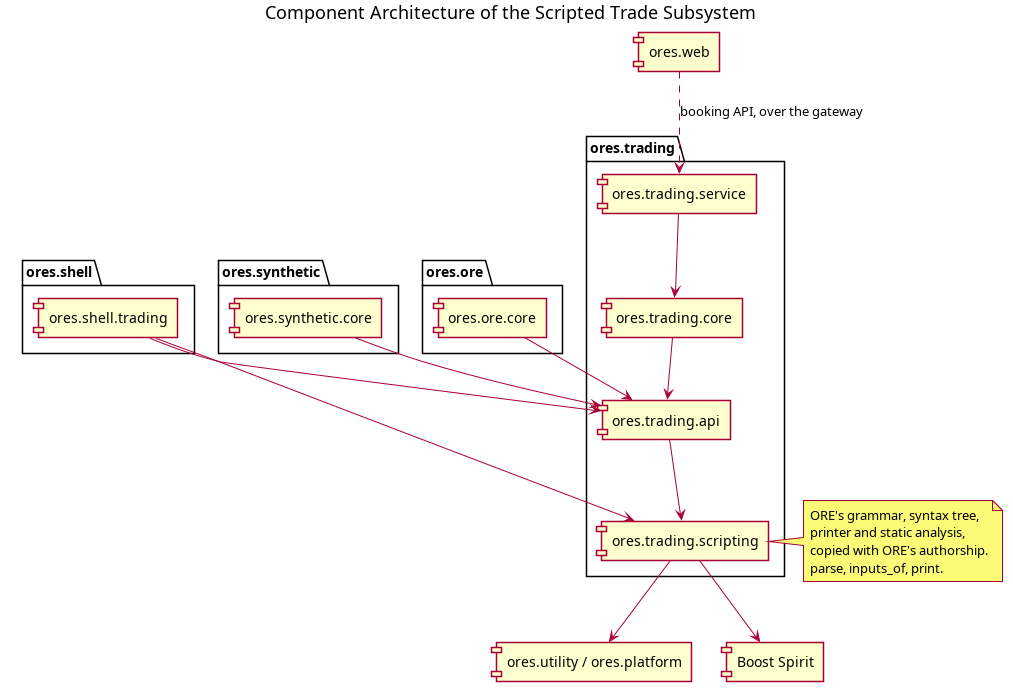 Component Architecture of the Scripted Trade Subsystem
ores.web
booking API, over the gateway
ores.trading
ores.trading.service
ores.shell
ores.synthetic
ores.ore
ores.shell.trading
ores.synthetic.core
ores.ore.core
ores.trading.core
ores.trading.api
ores.trading.scripting
ORE's grammar, syntax tree,
printer and static analysis,
copied with ORE's authorship.
parse, inputs_of, print.
ores.utility / ores.platform
Boost Spirit